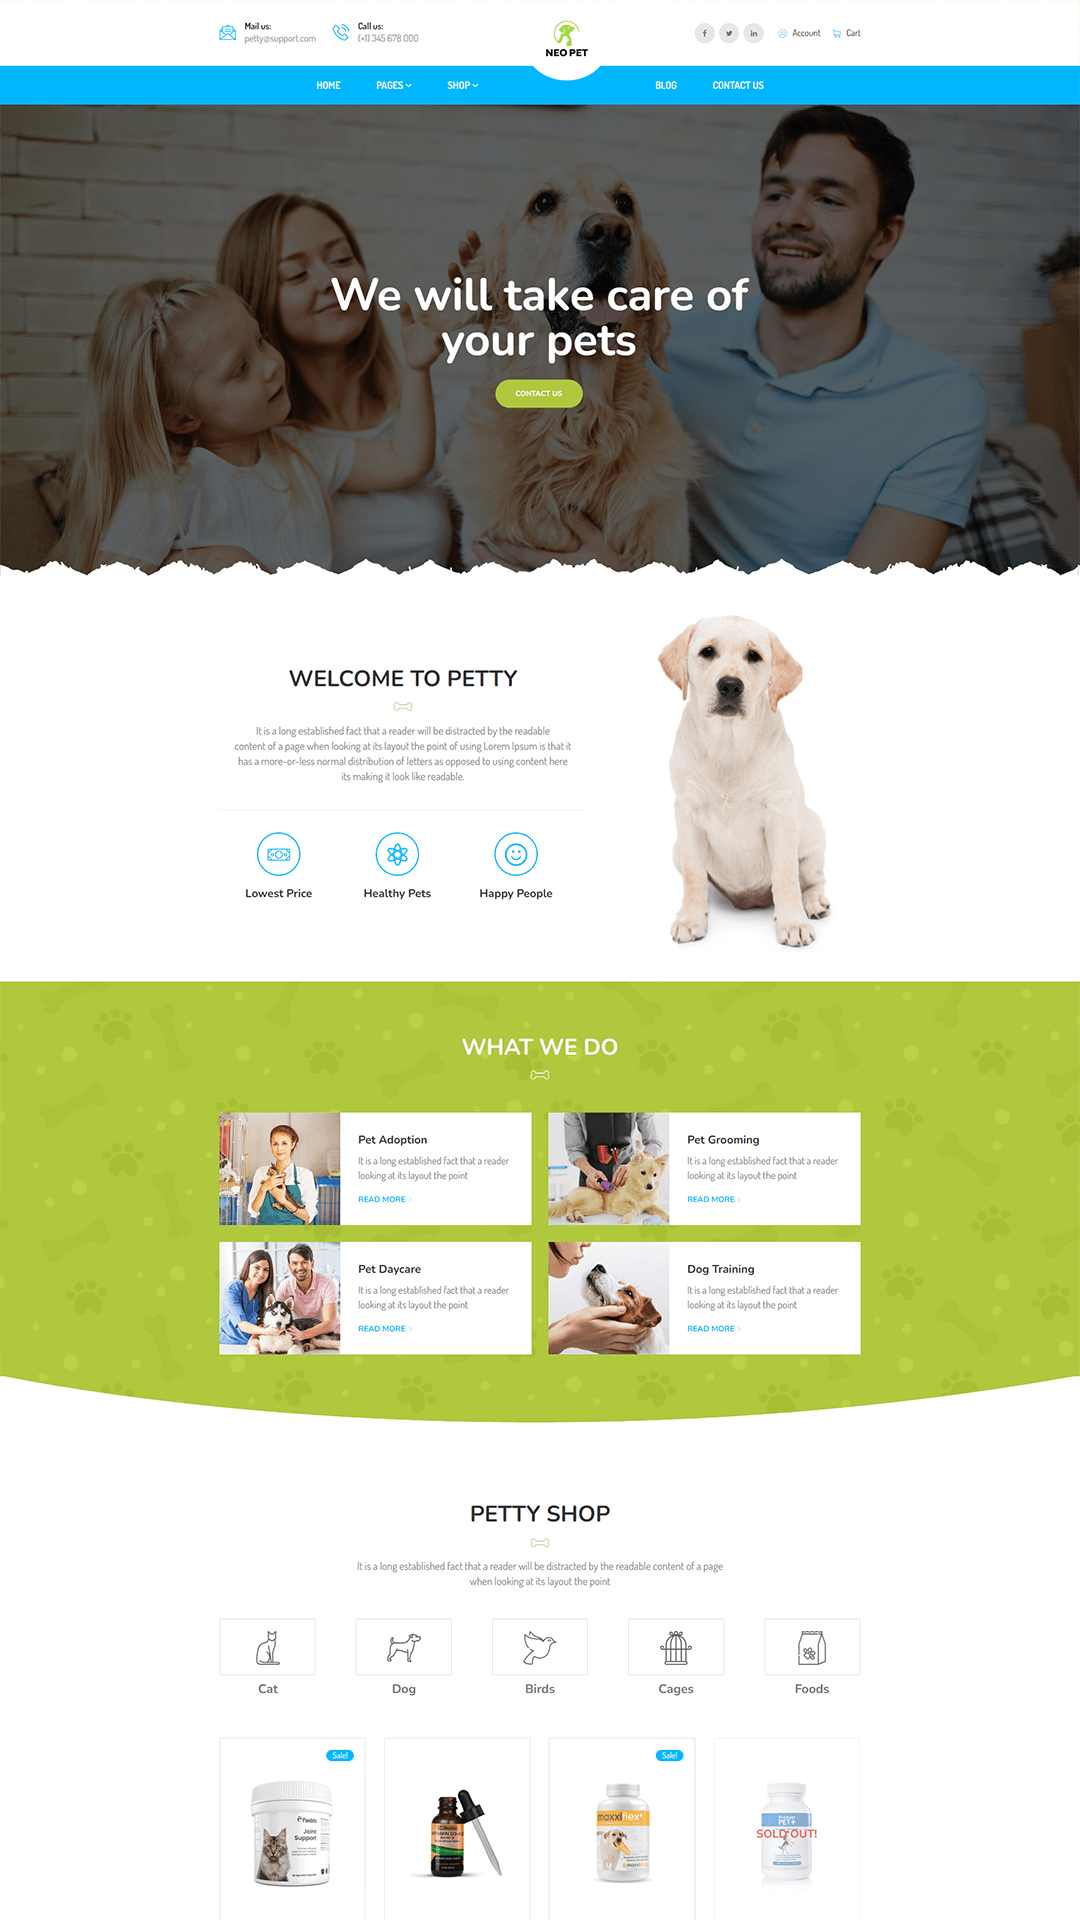 Mail us:
petty@support.com
Call us:
(+1) 345 678 000
NEO PET
Account
Cart
HOME
PAGES
SHOP
BLOG
CONTACT US
We will take care of
your pets
CONTACT US
WELCOME TO PETTY
It is a long established fact that a reader will be distracted by the readable
content of a page when looking at its layout the point of using Lorem Ipsum is that it
has a more-or-less normal distribution of letters as opposed to using content here
its making it look like readable.
Lowest Price
Healthy Pets
Happy People
WHAT WE DO
Pet Adoption
It is a long established fact that a reader
looking at its layout the point
READ MORE
Pet Grooming
It is a long established fact that a reader
looking at its layout the point
READ MORE
Pet Daycare
It is a long established fact that a reader
looking at its layout the point
READ MORE
Dog Training
It is a long established fact that a reader
looking at its layout the point
READ MORE
PETTY SHOP
It is a long established fact that a reader will be distracted by the readable content of a page
when looking at its layout the point
Cat
Dog
Birds
Cages
Foods
Sale!
Pawbits
Joint
Support
VITAMIN
Sale!
maxxiflex+
maxxidog
Premier
PET+
SOLD OUT!